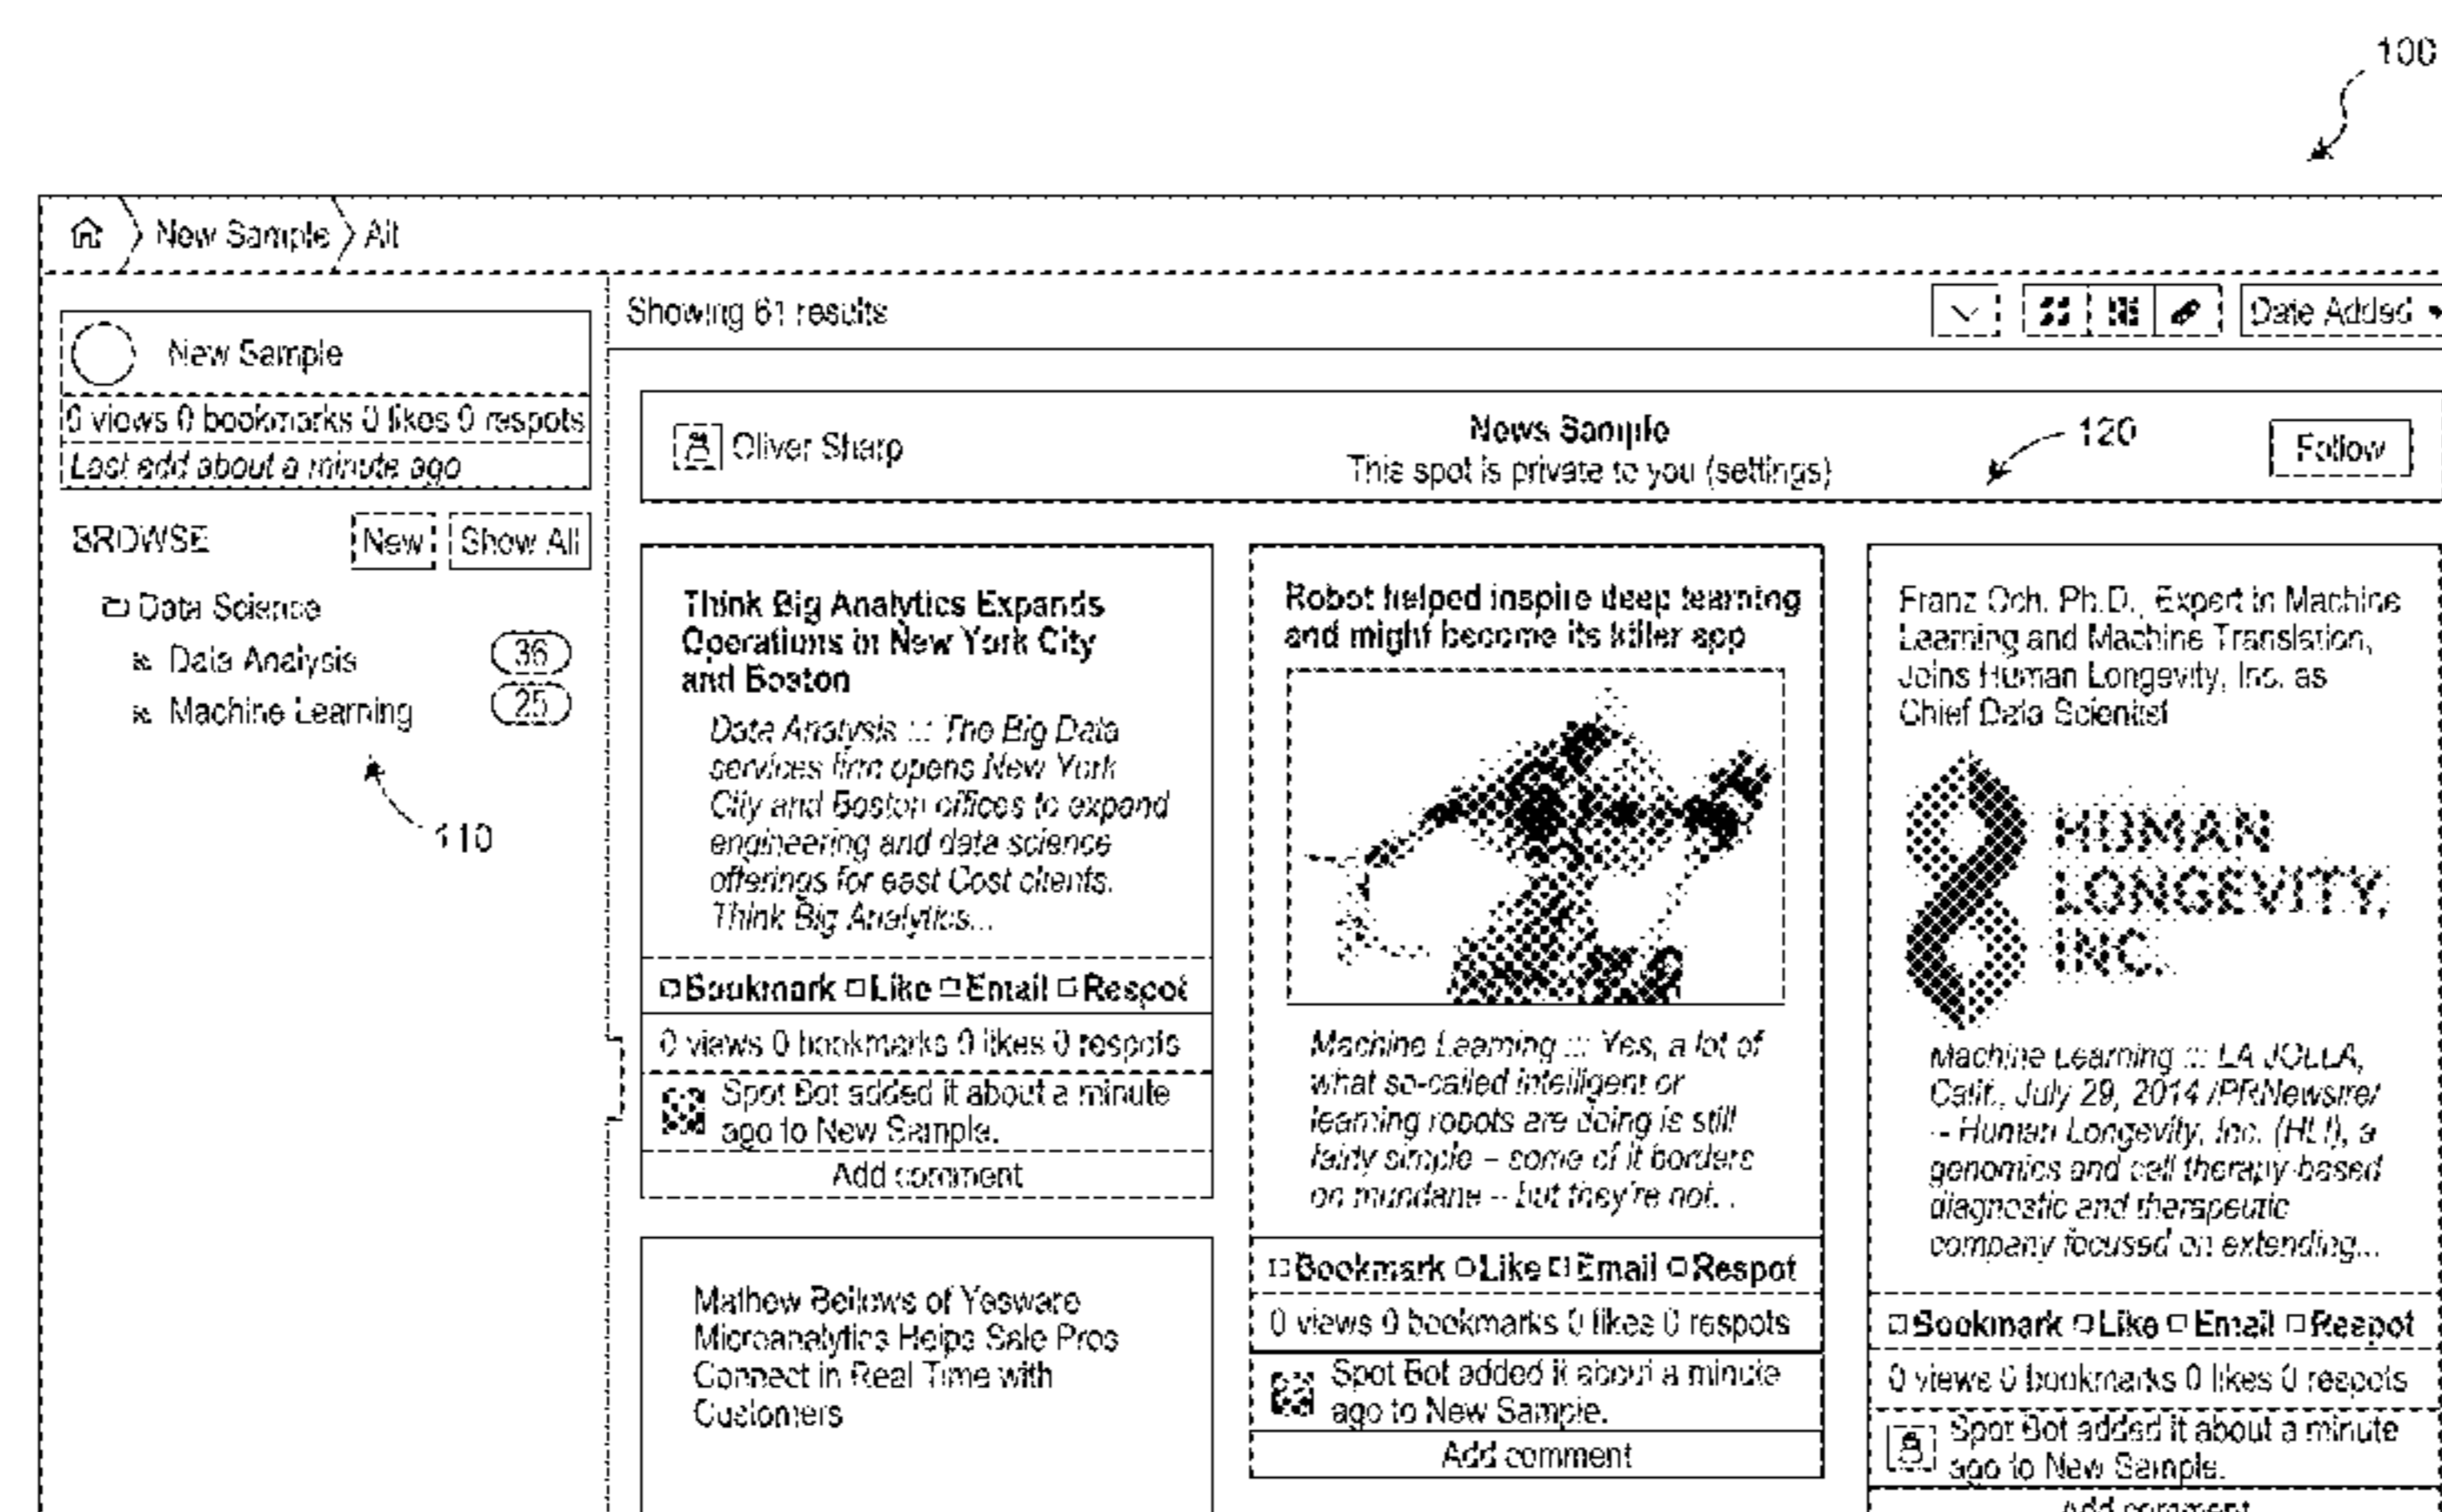 100
New Sample
All
New Sample
0 views 0 bookmarks 0 likes 0 respots
Last add about a minute ago
BROWSE
New
Show All
Data Science
Data Analysis
36
Machine Learning
25
110
Showing 61 results
Date Added
Oliver Sharp
News Sample
This spot is private to you (settings)
120
Follow
Think Big Analytics Expands
Operations in New York City
and Boston
Data Analysis ::: The Big Data
services firm opens New York
City and Boston offices to expand
engineering and data science
offerings for east Cost clients.
Think Big Analytics...
Bookmark Like Email Respot
0 views 0 bookmarks 0 likes 0 respots
Spot Bot added it about a minute
ago to New Sample.
Add comment
Mathew Bellows of Yesware
Microanalytics Helps Sale Pros
Connect in Real Time with
Customers
Robot helped inspire deep learning
and might become its killer app
Machine Learning ::: Yes, a lot of
what so-called intelligent or
learning robots are doing is still
fairly simple – some of it borders
on mundane -- but they're not...
Bookmark Like Email Respot
0 views 0 bookmarks 0 likes 0 respots
Spot Bot added it about a minute
ago to New Sample.
Add comment
Franz Och, Ph.D., Expert in Machine
Learning and Machine Translation,
Joins Human Longevity, Inc. as
Chief Data Scientist
HUMAN
LONGEVITY,
INC.
Machine Learning ::: LA JOLLA,
Calif., July 29, 2014 /PRNewsire/
-- Human Longevity, Inc. (HLI), a
genomics and cell therapy-based
diagnostic and therapeutic
company focused on extending...
Bookmark Like Email Respot
0 views 0 bookmarks 0 likes 0 respots
Spot Bot added it about a minute
ago to New Sample.
Add comment